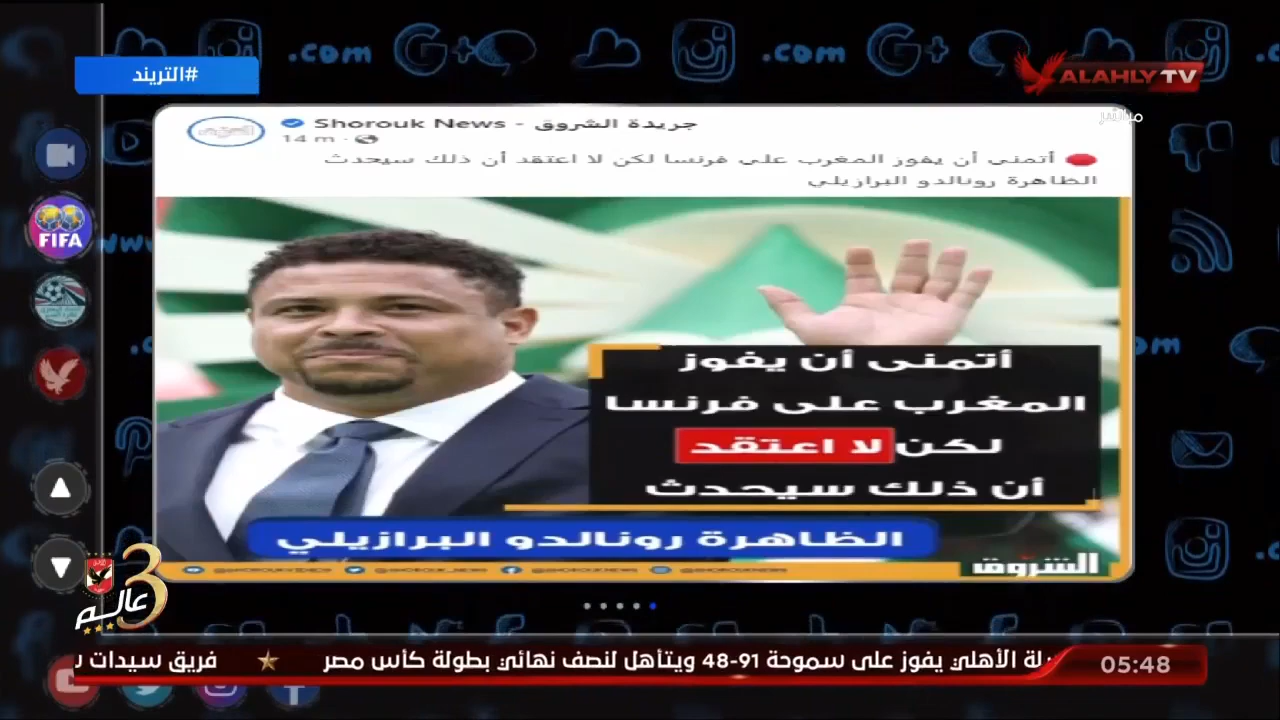 #التريند
ALAHLY TV
مباشر
Shorouk News - جريدة الشروق
14 m
أتمنى أن يفوز المغرب على فرنسا لكن لا اعتقد أن ذلك سيحدث
الظاهرة رونالدو البرازيلي
FIFA
أتمنى أن يفوز
المغرب على فرنسا
لكن لا اعتقد
أن ذلك سيحدث
الظاهرة رونالدو البرازيلي
الشروق
3 عالم
لة الأهلي يفوز على سموحة 91-48 ويتأهل لنصف نهائي بطولة كأس مصر
فريق سيدات
05:48
.com
G+
.com
G+